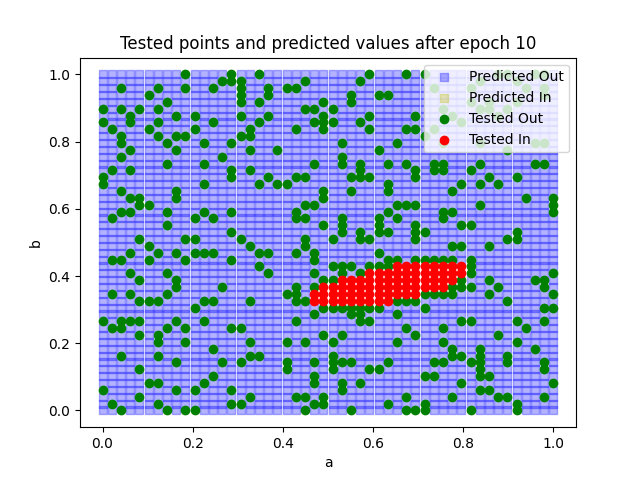 Tested points and predicted values after epoch 10
1.0
0.8
0.6
0.4
0.2
0.0
b
Predicted Out
Predicted In
Tested Out
Tested In
0.0 0.2 0.4 0.6 0.8 1.0
a